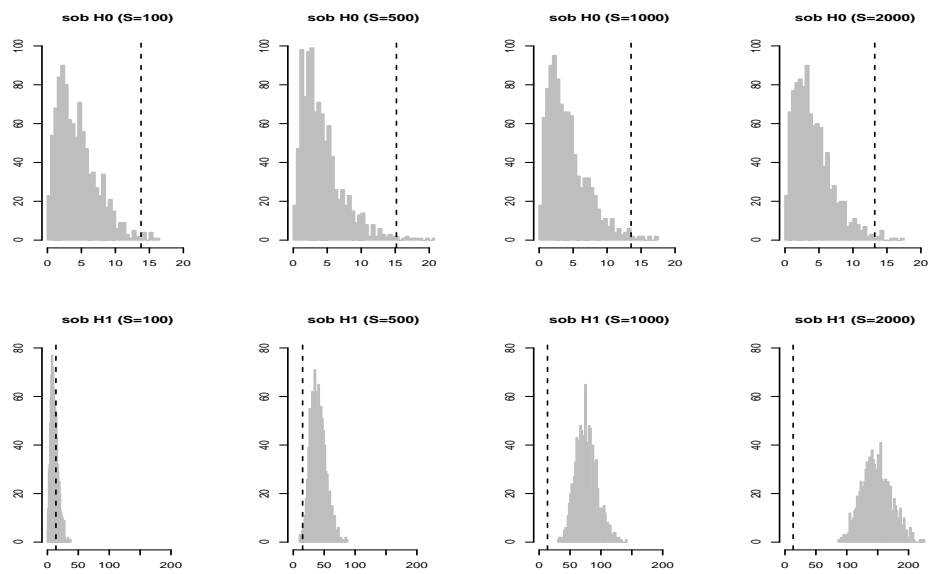 sob H0 (S=100)
0 20 40 60 80 100
0 5 10 15 20
sob H0 (S=500)
0 20 40 60 80 100
0 5 10 15 20
sob H0 (S=1000)
0 20 40 60 80 100
0 5 10 15 20
sob H0 (S=2000)
0 20 40 60 80 100
0 5 10 15 20
sob H1 (S=100)
0 20 40 60 80
0 50 100 200
sob H1 (S=500)
0 20 40 60 80
0 50 100 200
sob H1 (S=1000)
0 20 40 60 80
0 50 100 200
sob H1 (S=2000)
0 20 40 60 80
0 50 100 200